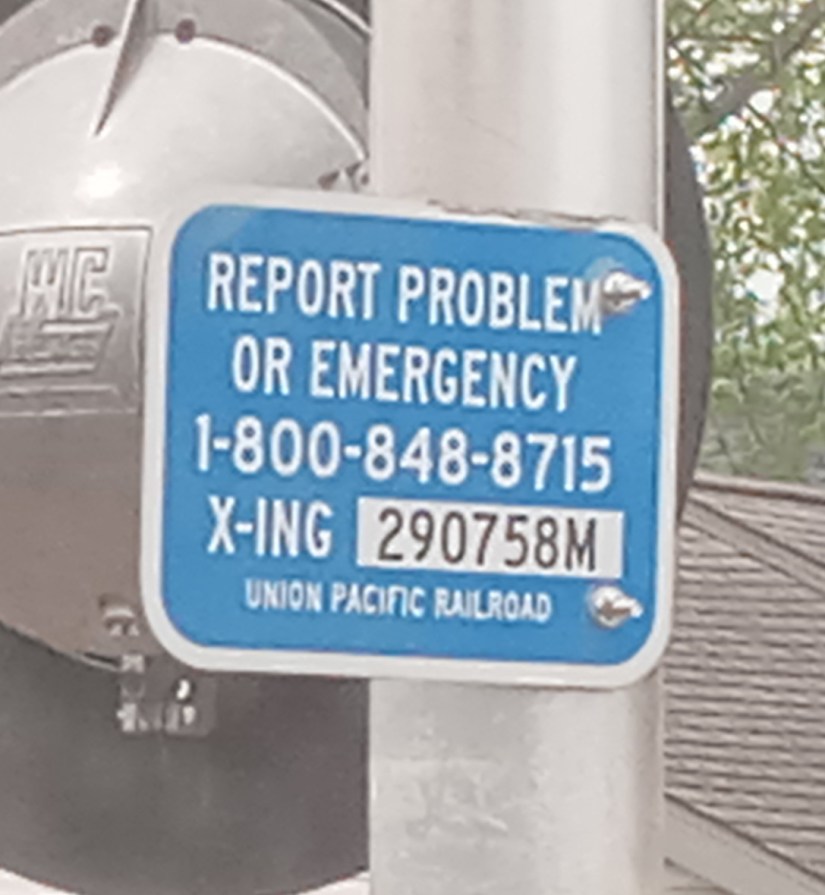 REPORT PROBLEM
OR EMERGENCY
1-800-848-8715
X-ING 290758M
UNION PACIFIC RAILROAD